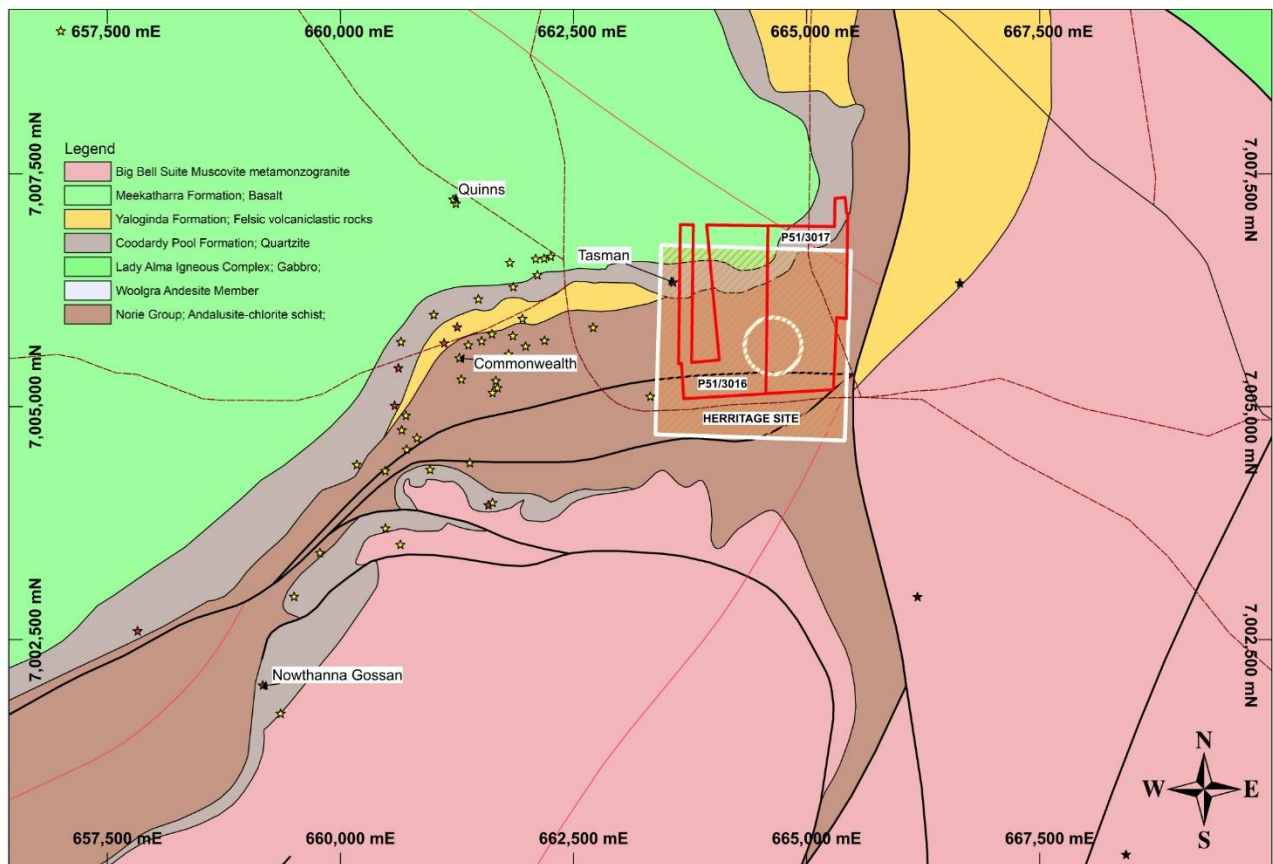 657,500 mE
660,000 mE
662,500 mE
665,000 mE
667,500 mE
7,007,500 mN
7,007,500 mN
Legend
Big Bell Suite Muscovite metamonzogranite
Meekatharra Formation; Basalt
Yaloginda Formation; Felsic volcaniclastic rocks
Coodardy Pool Formation; Quartzite
Lady Alma Igneous Complex; Gabbro;
Woolgra Andesite Member
Norie Group; Andalusite-chlorite schist;
Quinns
P51/3017
Tasman
Commonwealth
P51/3016
7,005,000 mN
7,005,000 mN
HERRITAGE SITE
7,002,500 mN
7,002,500 mN
Nowthanna Gossan
N
W
E
S
657,500 mE
660,000 mE
662,500 mE
665,000 mE
667,500 mE